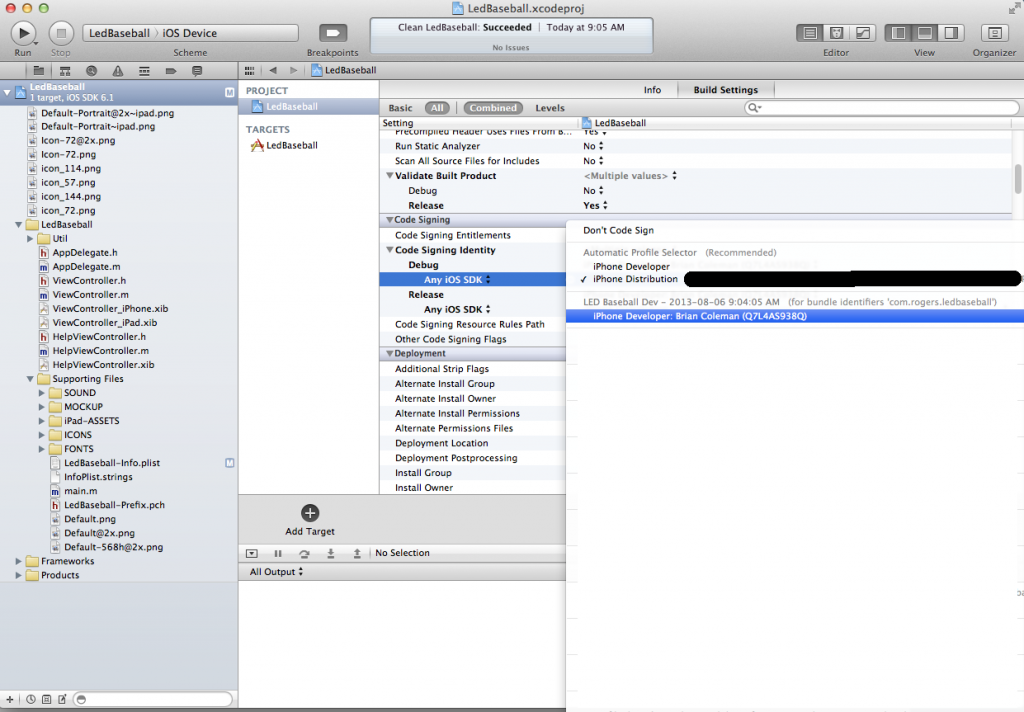 LedBaseball.xcodeproj
Run
Stop
LedBaseball
iOS Device
Scheme
Breakpoints
Clean LedBaseball: Succeeded | Today at 9:05 AM
No Issues
Editor
View
Organizer
LedBaseball
1 target, iOS SDK 6.1
M
Default-Portrait@2x~ipad.png
Default-Portrait~ipad.png
Icon-72@2x.png
Icon-72.png
icon_114.png
icon_57.png
icon_144.png
icon_72.png
LedBaseball
Util
AppDelegate.h
AppDelegate.m
ViewController.h
ViewController.m
ViewController_iPhone.xib
ViewController_iPad.xib
HelpViewController.h
HelpViewController.m
HelpViewController.xib
Supporting Files
SOUND
MOCKUP
iPad-ASSETS
ICONS
FONTS
LedBaseball-Info.plist
M
InfoPlist.strings
main.m
LedBaseball-Prefix.pch
Default.png
Default@2x.png
Default-568h@2x.png
Frameworks
Products
LedBaseball
PROJECT
LedBaseball
TARGETS
LedBaseball
Add Target
No Selection
All Output
Info
Build Settings
Basic
All
Combined
Levels
Setting
LedBaseball
Precompiled Header Uses Files From B...
Yes
Run Static Analyzer
No
Scan All Source Files for Includes
No
Validate Built Product
<Multiple values>
Debug
No
Release
Yes
Code Signing
Code Signing Entitlements
Code Signing Identity
Debug
Any iOS SDK
Release
Any iOS SDK
Code Signing Resource Rules Path
Other Code Signing Flags
Deployment
Additional Strip Flags
Alternate Install Group
Alternate Install Owner
Alternate Install Permissions
Alternate Permissions Files
Deployment Location
Deployment Postprocessing
Install Group
Install Owner
Don't Code Sign
Automatic Profile Selector (Recommended)
iPhone Developer
✓ iPhone Distribution
LED Baseball Dev - 2013-08-06 9:04:05 AM (for bundle identifiers 'com.rogers.ledbaseball')
iPhone Developer: Brian Coleman (Q7L4AS938Q)